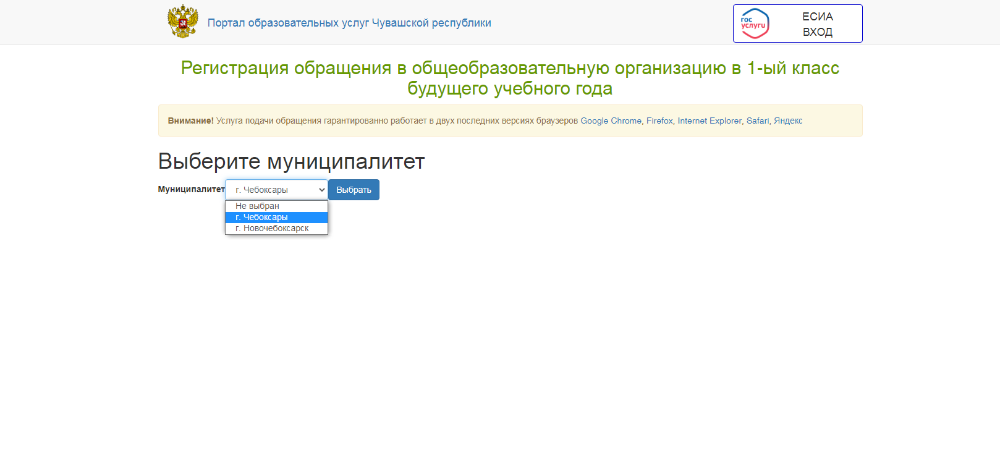 Портал образовательных услуг Чувашской республики
гос
услуги
ЕСИА
ВХОД
Регистрация обращения в общеобразовательную организацию в 1-ый класс
будущего учебного года
Внимание! Услуга подачи обращения гарантированно работает в двух последних версиях браузеров Google Chrome, Firefox, Internet Explorer, Safari, Яндекс
Выберите муниципалитет
Муниципалитет г. Чебоксары Выбрать
Не выбран
г. Чебоксары
г. Новочебоксарск